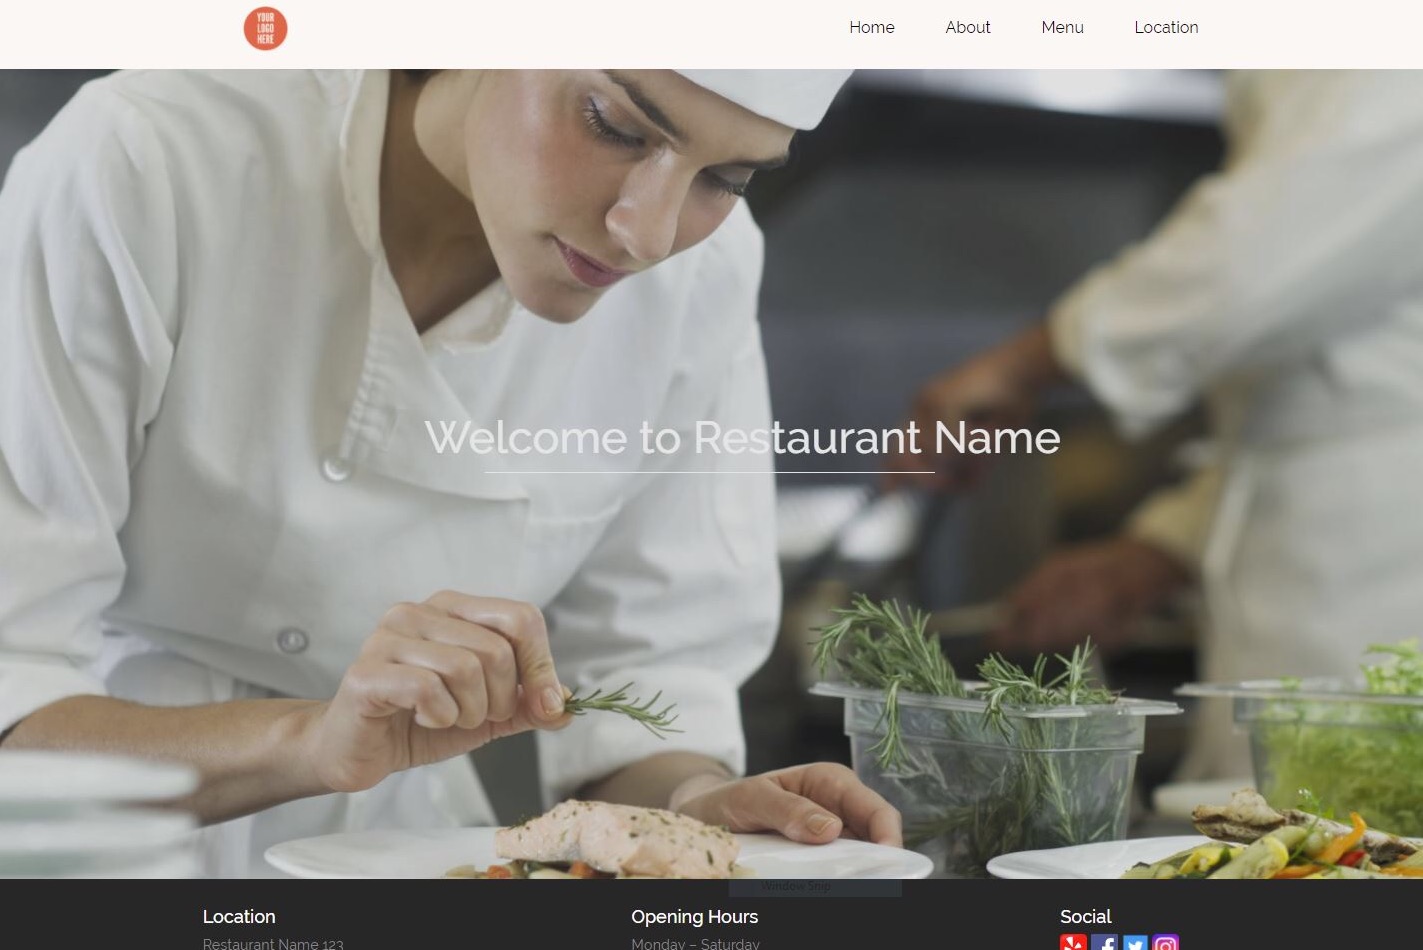 YOUR
LOGO
HERE
Home About Menu Location
Welcome to Restaurant Name
Window Snip
Location Opening Hours Social
Restaurant Name 123 Monday – Saturday